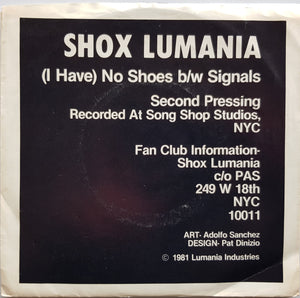 SHOX LUMANIA
(I Have) No Shoes b/w Signals
Second Pressing
Recorded At Song Shop Studios,
NYC
Fan Club Information-
Shox Lumania
c/o PAS
249 W 18th
NYC
10011
ART- Adolfo Sanchez
DESIGN- Pat Dinizio
© 1981 Lumania Industries